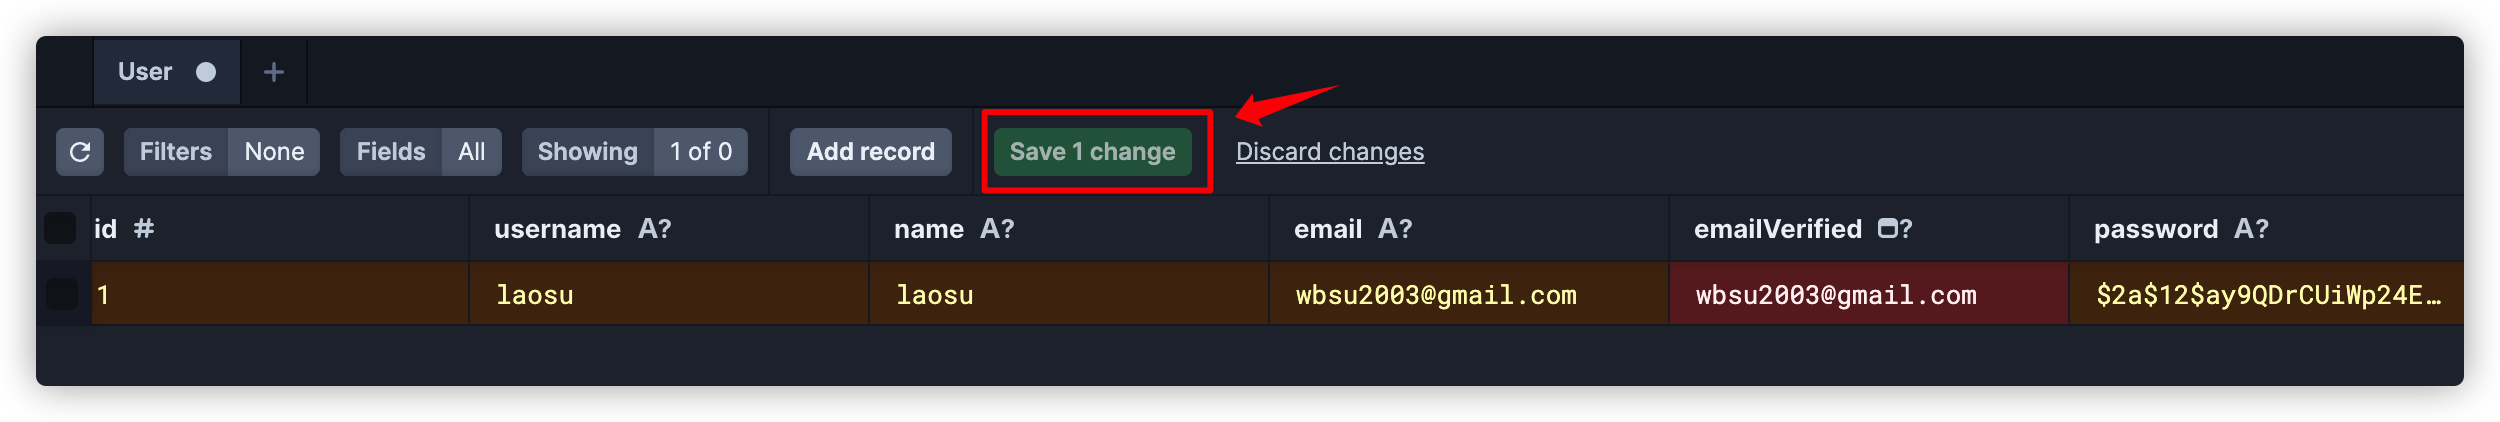 User
Filters None Fields All Showing 1 of 0 Add record Save 1 change Discard changes
id # username A? name A? email A? emailVerified ? password A?
1 laosu laosu wbsu2003@gmail.com wbsu2003@gmail.com $2a$12$ay9QDrCUiWp24E…